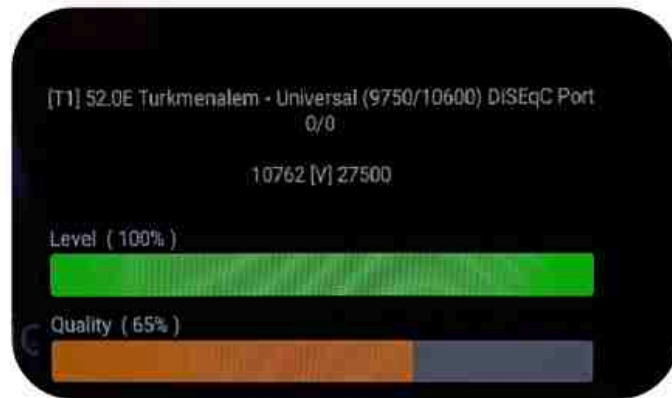 [T1] 52.0E Turkmenalem - Universal (9750/10600) DiSEqC Port
0/0
10762 [V] 27500
Level ( 100% )
Quality ( 65% )